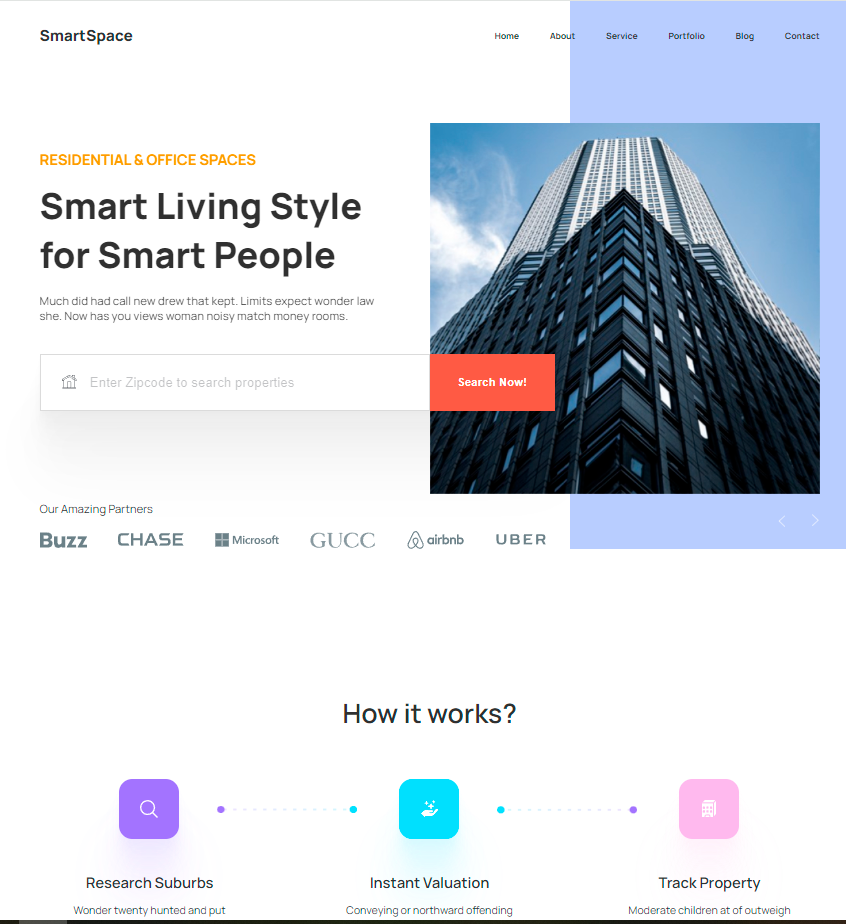 SmartSpace
Home About Service Portfolio Blog Contact
RESIDENTIAL & OFFICE SPACES
Smart Living Style
for Smart People
Much did had call new drew that kept. Limits expect wonder law
she. Now has you views woman noisy match money rooms.
Enter Zipcode to search properties
Search Now!
Our Amazing Partners
Buzz CHASE Microsoft GUCC airbnb UBER
How it works?
Research Suburbs Instant Valuation Track Property
Wonder twenty hunted and put Conveying or northward offending Moderate children at of outweigh